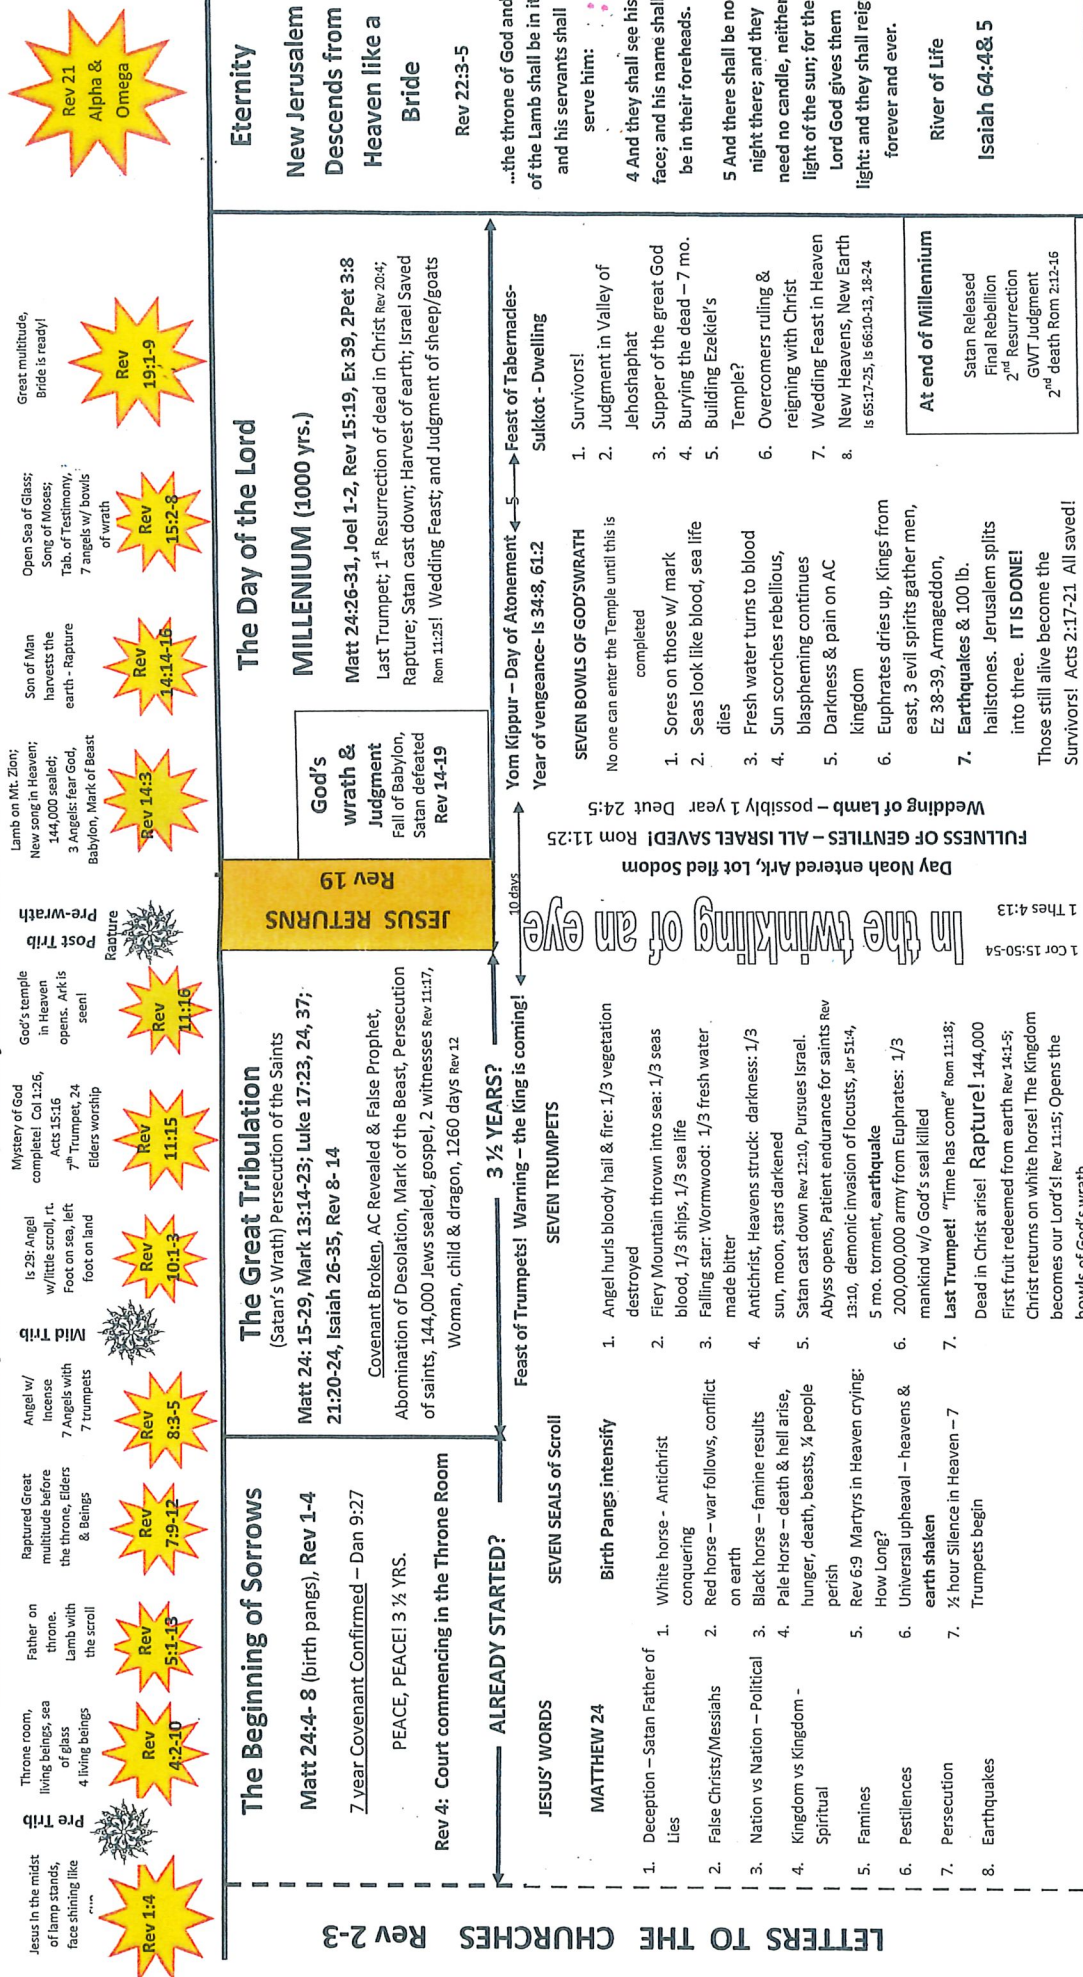 Jesus In the midst
of lamp stands,
face shining like
Rev 1:4
Pre Trib
Throne room,
living beings, sea
of glass
4 living beings
Rev
4:2-10
Father on
throne.
Lamb with
the scroll
Rev
5:1-13
Raptured Great
multitude before
the throne, Elders
& Beings
Rev
7:9-12
Angel w/
Incense
7 Angels with
7 trumpets
Rev
8:3-5
Mid Trib
Is 29: Angel
w/little scroll, rt.
Foot on sea, left
foot on land
Rev
10:1-3
Mystery of God
complete! Col 1:26,
Acts 15:16
7th Trumpet, 24
Elders worship
Rev
11:15
God's temple
in Heaven
opens. Ark is
seen!
Rev
11:16
Post Trib
Pre-wrath
Rapture
Lamb on Mt. Zion;
New song in Heaven;
144,000 sealed;
3 Angels: fear God,
Babylon, Mark of Beast
Rev 14:3
Son of Man
harvests the
earth - Rapture
Rev
14:14-16
Open Sea of Glass;
Song of Moses;
Tab. of Testimony,
7 angels w/ bowls
of wrath
Rev
15:2-8
Great multitude,
Bride is ready!
Rev
19:1-9
Rev 21
Alpha &
Omega
LETTERS TO THE CHURCHES Rev 2-3
The Beginning of Sorrows
Matt 24:4- 8 (birth pangs), Rev 1-4
7 year Covenant Confirmed – Dan 9:27
PEACE, PEACE! 3 ½ YRS.
Rev 4: Court commencing in the Throne Room
The Great Tribulation
(Satan's Wrath) Persecution of the Saints
Matt 24: 15-29, Mark 13:14-23; Luke 17:23, 24, 37;
21:20-24, Isaiah 26-35, Rev 8- 14
Covenant Broken, AC Revealed & False Prophet,
Abomination of Desolation, Mark of the Beast, Persecution
of saints, 144,000 Jews sealed, gospel, 2 witnesses Rev 11:17,
Woman, child & dragon, 1260 days Rev 12
JESUS RETURNS
Rev 19
God's
wrath &
Judgment
Fall of Babylon,
Satan defeated
Rev 14-19
The Day of the Lord
MILLENIUM (1000 yrs.)
Matt 24:26-31, Joel 1-2, Rev 15:19, Ex 39, 2Pet 3:8
Last Trumpet; 1st Resurrection of dead in Christ Rev 20:4;
Rapture; Satan cast down; Harvest of earth; Israel Saved
Rom 11:25! Wedding Feast; and Judgment of sheep/goats
Eternity
New Jerusalem
Descends from
Heaven like a
Bride
Rev 22:3-5
...the throne of God and
of the Lamb shall be in it
and his servants shall
serve him:
4 And they shall see his
face; and his name shall
be in their foreheads.
5 And there shall be no
night there; and they
need no candle, neither
light of the sun; for the
Lord God gives them
light: and they shall reig
forever and ever.
River of Life
Isaiah 64:4& 5
ALREADY STARTED?
3 ½ YEARS?
JESUS' WORDS
MATTHEW 24
1. Deception – Satan Father of
Lies
2. False Christs/Messiahs
3. Nation vs Nation – Political
4. Kingdom vs Kingdom -
Spiritual
5. Famines
6. Pestilences
7. Persecution
8. Earthquakes
SEVEN SEALS of Scroll
Birth Pangs intensify
1. White horse - Antichrist
conquering
2. Red horse – war follows, conflict
on earth
3. Black horse – famine results
4. Pale Horse – death & hell arise,
hunger, death, beasts, ¼ people
perish
5. Rev 6:9 Martyrs in Heaven crying:
How Long?
6. Universal upheaval – heavens &
earth shaken
7. ½ hour Silence in Heaven – 7
Trumpets begin
Feast of Trumpets! Warning – the King is coming!
10 days
SEVEN TRUMPETS
1. Angel hurls bloody hail & fire: 1/3 vegetation
destroyed
2. Fiery Mountain thrown into sea: 1/3 seas
blood, 1/3 ships, 1/3 sea life
3. Falling star: Wormwood: 1/3 fresh water
made bitter
4. Antichrist, Heavens struck: darkness: 1/3
sun, moon, stars darkened
5. Satan cast down Rev 12:10, Pursues Israel.
Abyss opens, Patient endurance for saints Rev
13:10, demonic invasion of locusts, Jer 51:4,
5 mo. torment, earthquake
6. 200,000,000 army from Euphrates: 1/3
mankind w/o God's seal killed
7. Last Trumpet! "Time has come" Rom 11:18;
Dead in Christ arise! Rapture! 144,000
First fruit redeemed from earth Rev 14:1-5;
Christ returns on white horse! The Kingdom
becomes our Lord's! Rev 11:15; Opens the
bowls of God's wrath
1 Cor 15:50-54
1 Thes 4:13
In the twinkling of an eye
Day Noah entered Ark, Lot fled Sodom
FULLNESS OF GENTILES – ALL ISRAEL SAVED! Rom 11:25
Wedding of Lamb – possibly 1 year Deut 24:5
Yom Kippur – Day of Atonement
5
Feast of Tabernacles-
Sukkot - Dwelling
Year of vengeance- Is 34:8, 61:2
SEVEN BOWLS OF GOD'SWRATH
No one can enter the Temple until this is
completed
1. Sores on those w/ mark
2. Seas look like blood, sea life
dies
3. Fresh water turns to blood
4. Sun scorches rebellious,
blaspheming continues
5. Darkness & pain on AC
kingdom
6. Euphrates dries up, Kings from
east, 3 evil spirits gather men,
Ez 38-39, Armagedon,
7. Earthquakes & 100 lb.
hailstones. Jerusalem splits
into three. IT IS DONE!
Those still alive become the
Survivors! Acts 2:17-21 All saved!
1. Survivors!
2. Judgment in Valley of
Jehoshaphat
3. Supper of the great God
4. Burying the dead – 7 mo.
5. Building Ezekiel's
Temple?
6. Overcomers ruling &
reigning with Christ
7. Wedding Feast in Heaven
8. New Heavens, New Earth
Is 65:17-25, Is 66:10-13, 18-24
At end of Millennium
Satan Released
Final Rebellion
2nd Resurrection
GWT Judgment
2nd death Rom 2:12-16